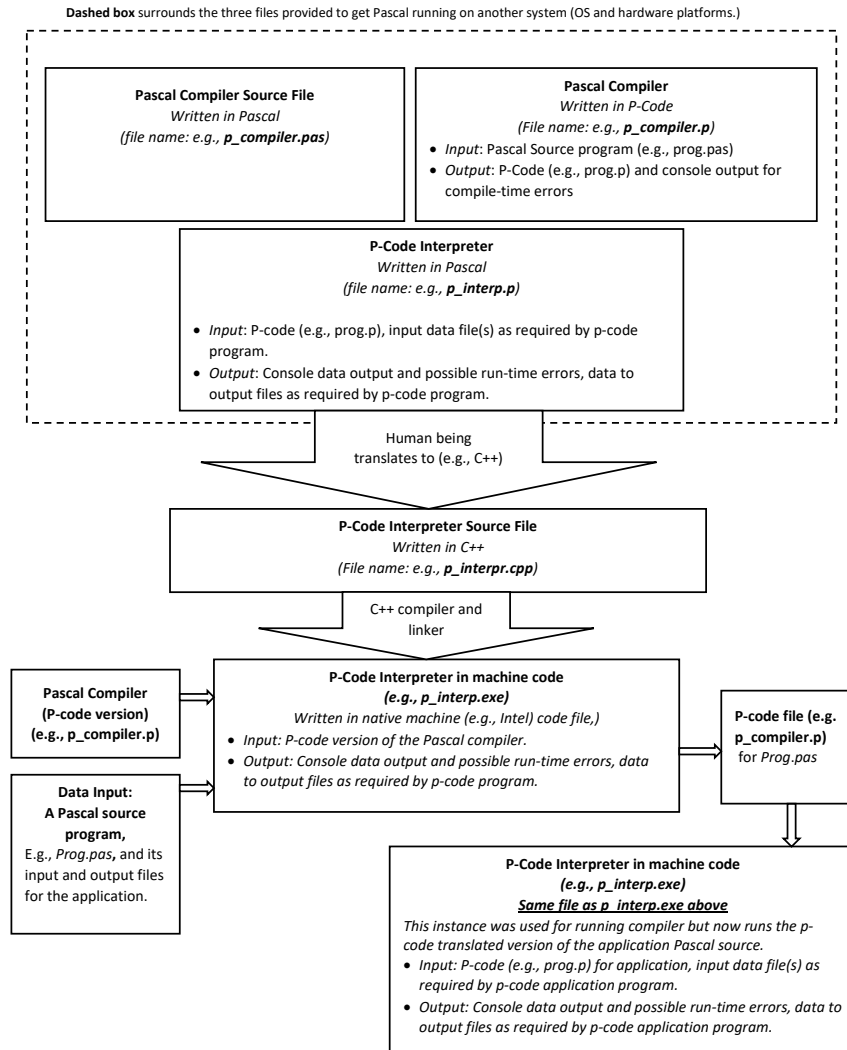 Dashed box surrounds the three files provided to get Pascal running on another system (OS and hardware platforms.)
Pascal Compiler Source File
Written in Pascal
(file name: e.g., p_compiler.pas)
Pascal Compiler
Written in P-Code
(File name: e.g., p_compiler.p)
• Input: Pascal Source program (e.g., prog.pas)
• Output: P-Code (e.g., prog.p) and console output for
compile-time errors
P-Code Interpreter
Written in Pascal
(file name: e.g., p_interp.p)
• Input: P-code (e.g., prog.p), input data file(s) as required by p-code
program.
• Output: Console data output and possible run-time errors, data to
output files as required by p-code program.
Human being
translates to (e.g., C++)
P-Code Interpreter Source File
Written in C++
(File name: e.g., p_interpr.cpp)
C++ compiler and
linker
Pascal Compiler
(P-code version)
(e.g., p_compiler.p)
P-Code Interpreter in machine code
(e.g., p_interp.exe)
Written in native machine (e.g., Intel) code file,)
• Input: P-code version of the Pascal compiler.
• Output: Console data output and possible run-time errors, data
to output files as required by p-code program.
P-code file (e.g.
p_compiler.p)
for Prog.pas
Data Input:
A Pascal source
program,
E.g., Prog.pas, and its
input and output files
for the application.
P-Code Interpreter in machine code
(e.g., p_interp.exe)
Same file as p_interp.exe above
This instance was used for running compiler but now runs the p-
code translated version of the application Pascal source.
• Input: P-Code (e.g., prog.p) for application, input data file(s) as
required by p-code application program.
• Output: Console data output and possible run-time errors, data to
output files as required by p-code application program.